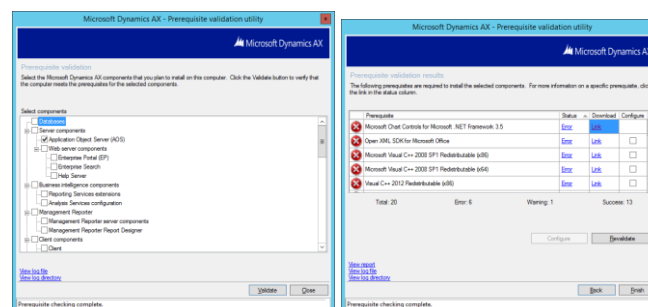 Microsoft Dynamics AX - Prerequisite validation utility
Microsoft Dynamics AX
Prerequisite validation
Select the Microsoft Dynamics AX components that you plan to install on this computer. Click the Validate button to verify that
the computer meets the prerequisites for the selected components.
Select components
Databases
Server components
Application Object Server (AOS)
Web server components
Enterprise Portal (EP)
Enterprise Search
Help Server
Business intelligence components
Reporting Services extensions
Analysis Services configuration
Management Reporter
Management Reporter server components
Management Reporter Report Designer
Client components
Client
View log file
View log directory
Validate Close
Prerequisite checking complete.
Microsoft Dynamics AX - Prerequisite validation utility
Microsoft Dynamics A
Prerequisite validation results
The following prerequisites are required to install the selected components. For more information on a specific prerequisite, clic
the link in the status column.
Prerequisite Status Download Configure
Microsoft Chart Controls for Microsoft .NET Framework 3.5 Error Link
Open XML SDK for Microsoft Office Error Link
Microsoft Visual C++ 2008 SP1 Redistributable (x86) Error Link
Microsoft Visual C++ 2008 SP1 Redistributable (x64) Error Link
Visual C++ 2012 Redistributable (x86) Error Link
Total: 20 Error: 6 Warning: 1 Success: 13
Configure Revalidate
View report
View log file
View log directory
Back Finish
Prerequisite checking complete.